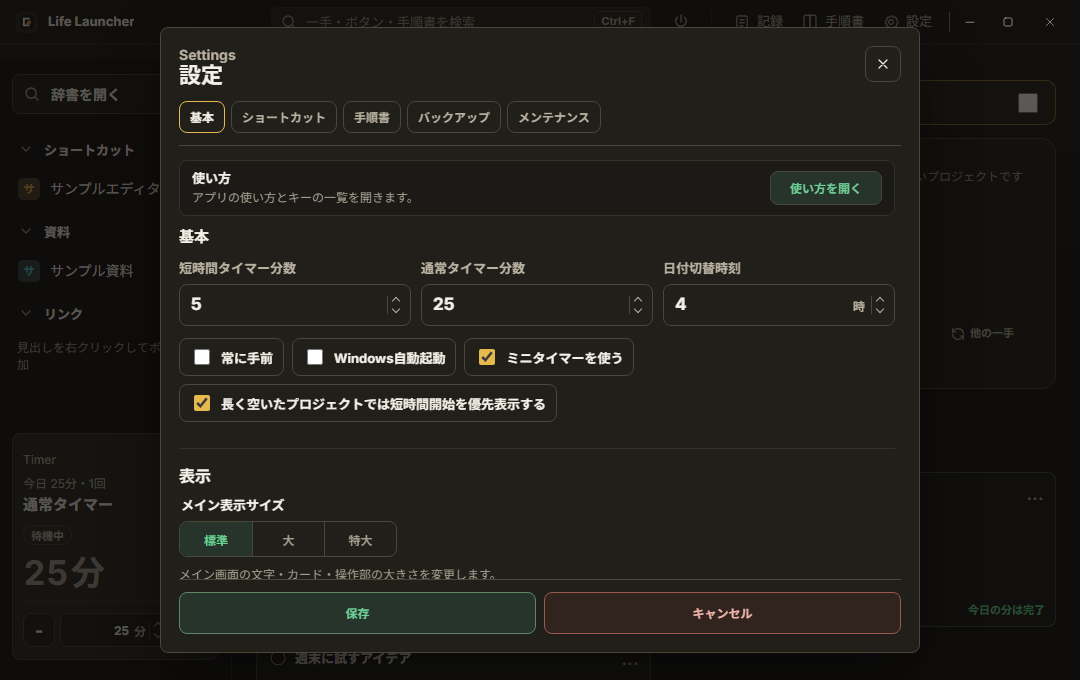 Life Launcher
一手・ボタン・手順書を検索
Ctrl+F
記録
手順書
設定
辞書を開く
ショートカット
サ
サンプルエディタ
資料
サ
サンプル資料
リンク
見出しを右クリックしてボ
加
Timer
今日 25分・1回
通常タイマー
待機中
25分
-
25 分
Settings
設定
基本
ショートカット
手順書
バックアップ
メンテナンス
使い方
アプリの使い方とキーの一覧を開きます。
使い方を開く
基本
短時間タイマー分数
通常タイマー分数
日付切替時刻
5
25
4
時
常に手前
Windows自動起動
ミニタイマーを使う
長く空いたプロジェクトでは短時間開始を優先表示する
表示
メイン表示サイズ
標準
大
特大
メイン画面の文字・カード・操作部の大きさを変更します。
保存
キャンセル
いプロジェクトです
他の一手
今日の分は完了
週末に試すアイデア